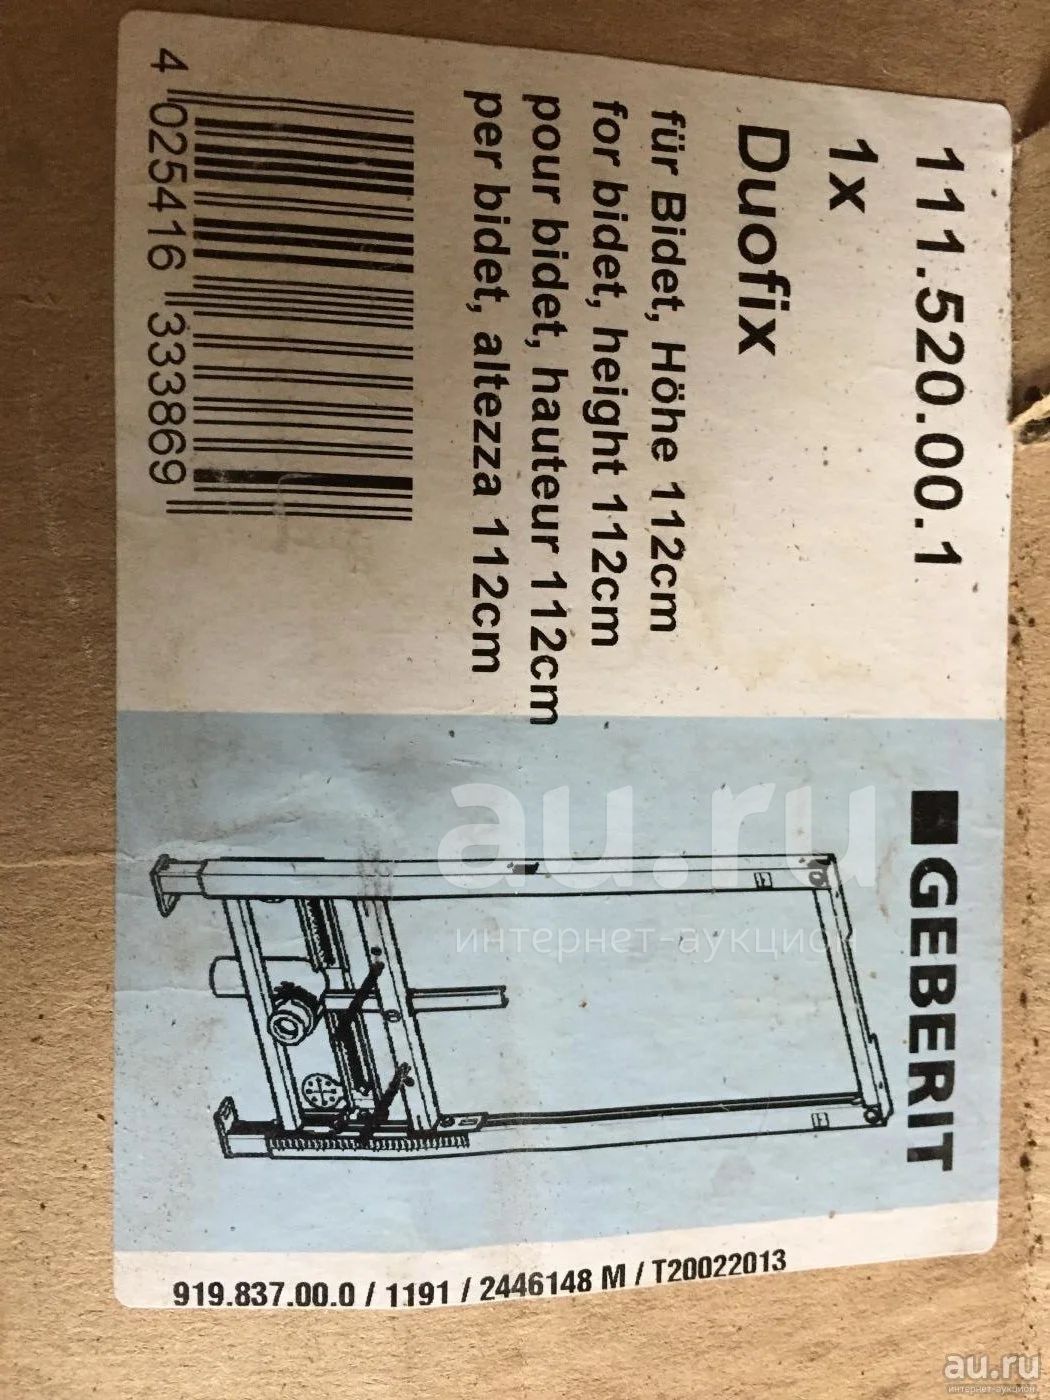 111.520.00.1
1x
Duofix
für Bidet, Höhe 112cm
for bidet, height 112cm
pour bidet, hauteur 112cm
per bidet, altezza 112cm
4 025416 333869
GEBERIT
919.837.00.0 / 1191 / 2446148 M / T20022013
au.ru
интернет-аукцион
au.ru
интернет-аукцион